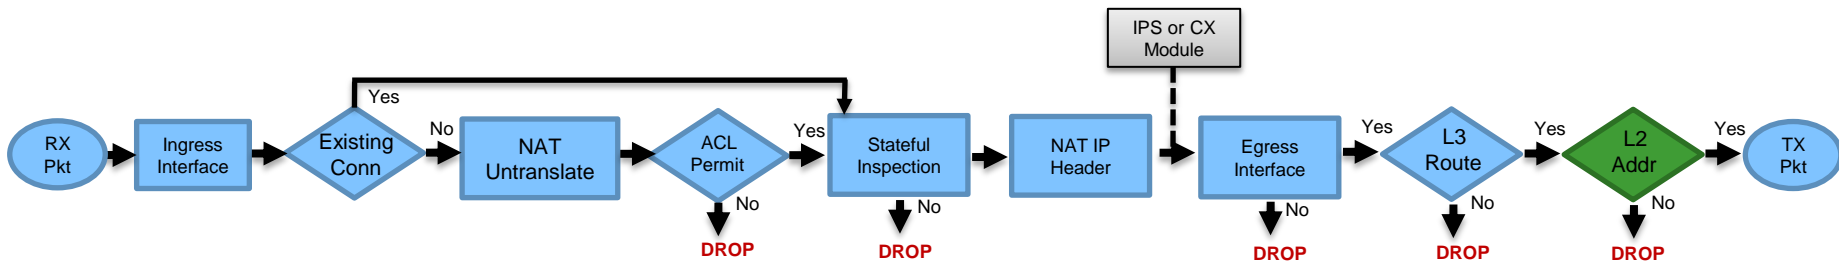 IPS or CX
Module
Yes
RX
Pkt
Ingress
Interface
Existing
Conn
No
NAT
Untranslate
ACL
Permit
Yes
No
DROP
Stateful
Inspection
No
DROP
NAT IP
Header
Egress
Interface
Yes
No
DROP
L3
Route
Yes
No
DROP
L2
Addr
Yes
No
DROP
TX
Pkt